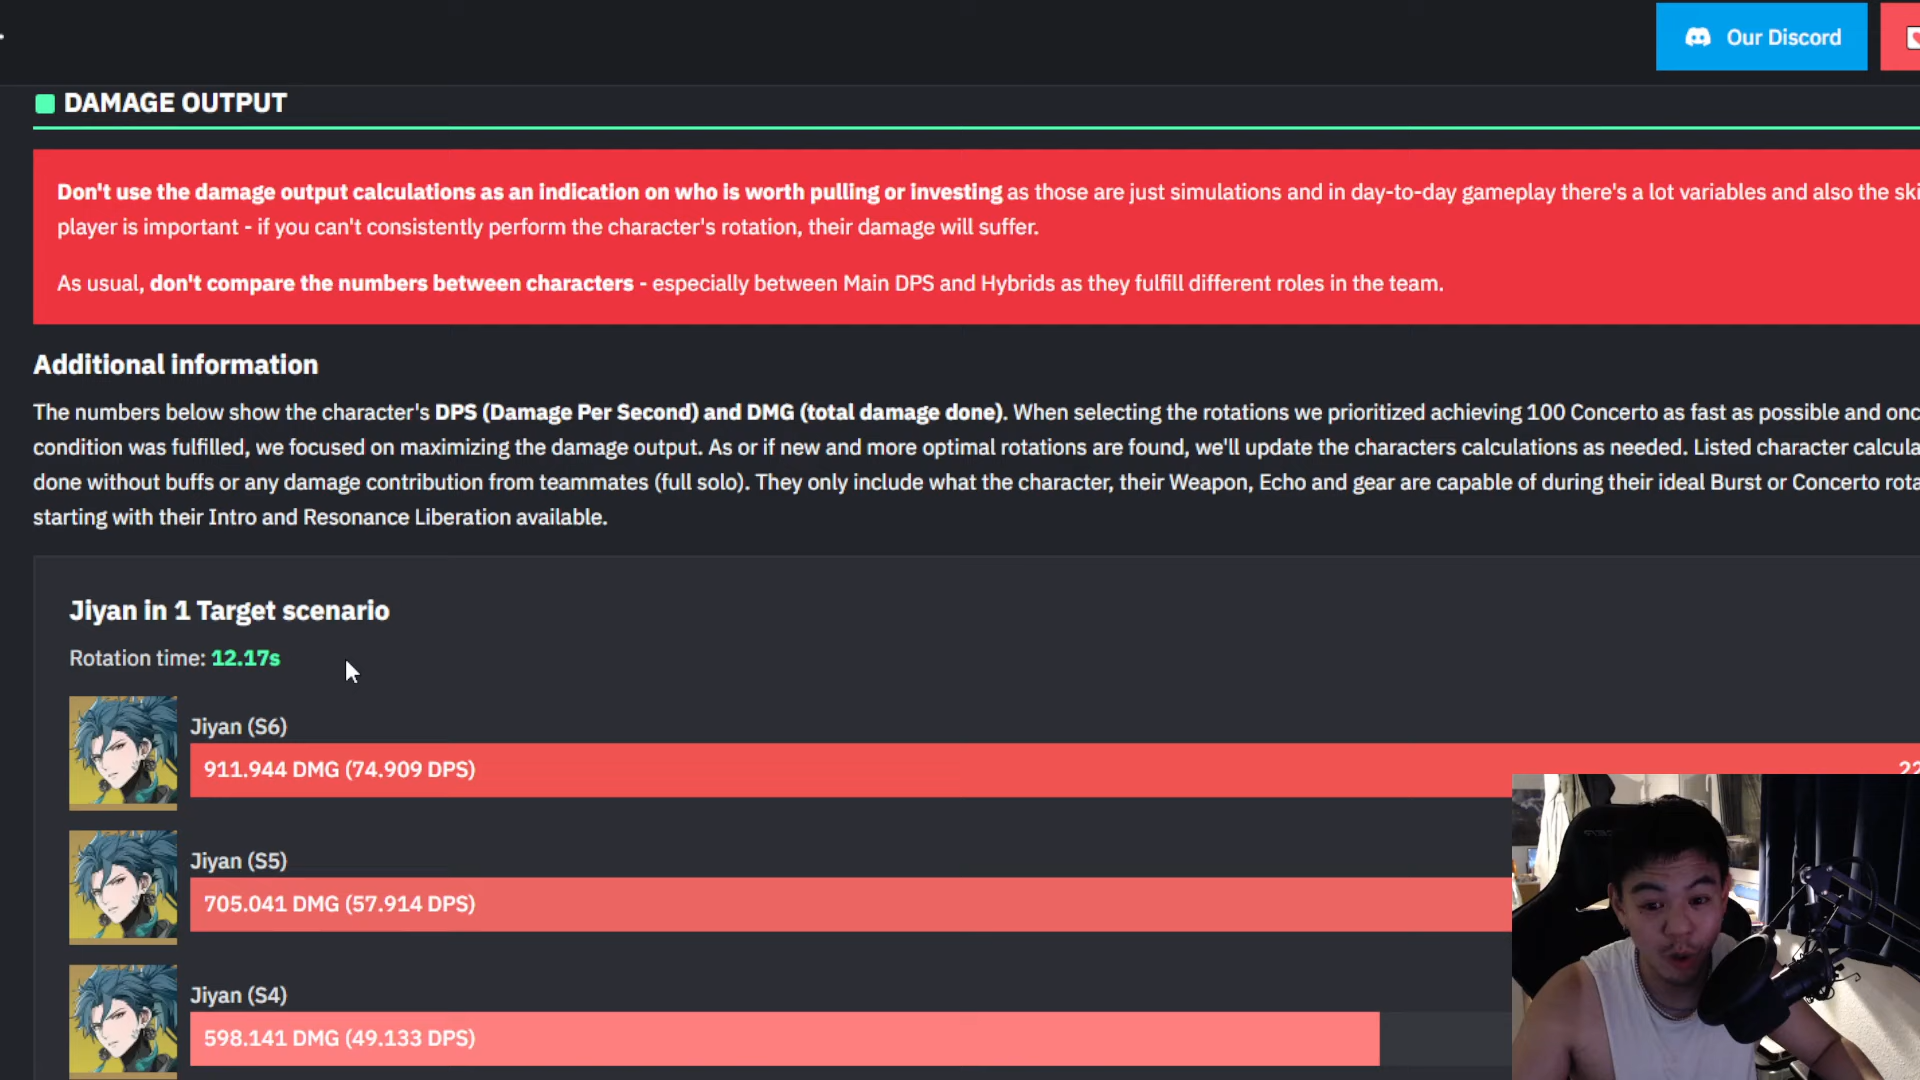 Our Discord
DAMAGE OUTPUT
Don't use the damage output calculations as an indication on who is worth pulling or investing as those are just simulations and in day-to-day gameplay there's a lot variables and also the
player is important - if you can't consistently perform the character's rotation, their damage will suffer.
As usual, don't compare the numbers between characters - especially between Main DPS and Hybrids as they fulfill different roles in the team.
Additional information
The numbers below show the character's DPS (Damage Per Second) and DMG (total damage done). When selecting the rotations we prioritized achieving 100 Concerto as fast as possible and
condition was fulfilled, we focused on maximizing the damage output. As or if new and more optimal rotations are found, we'll update the characters calculations as needed. Listed character
done without buffs or any damage contribution from teammates (full solo). They only include what the character, their Weapon, Echo and gear are capable of during their ideal Burst or Concerto
starting with their Intro and Resonance Liberation available.
Jiyan in 1 Target scenario
Rotation time: 12.17s
Jiyan (S6)
911.944 DMG (74.909 DPS)
Jiyan (S5)
705.041 DMG (57.914 DPS)
Jiyan (S4)
598.141 DMG (49.133 DPS)